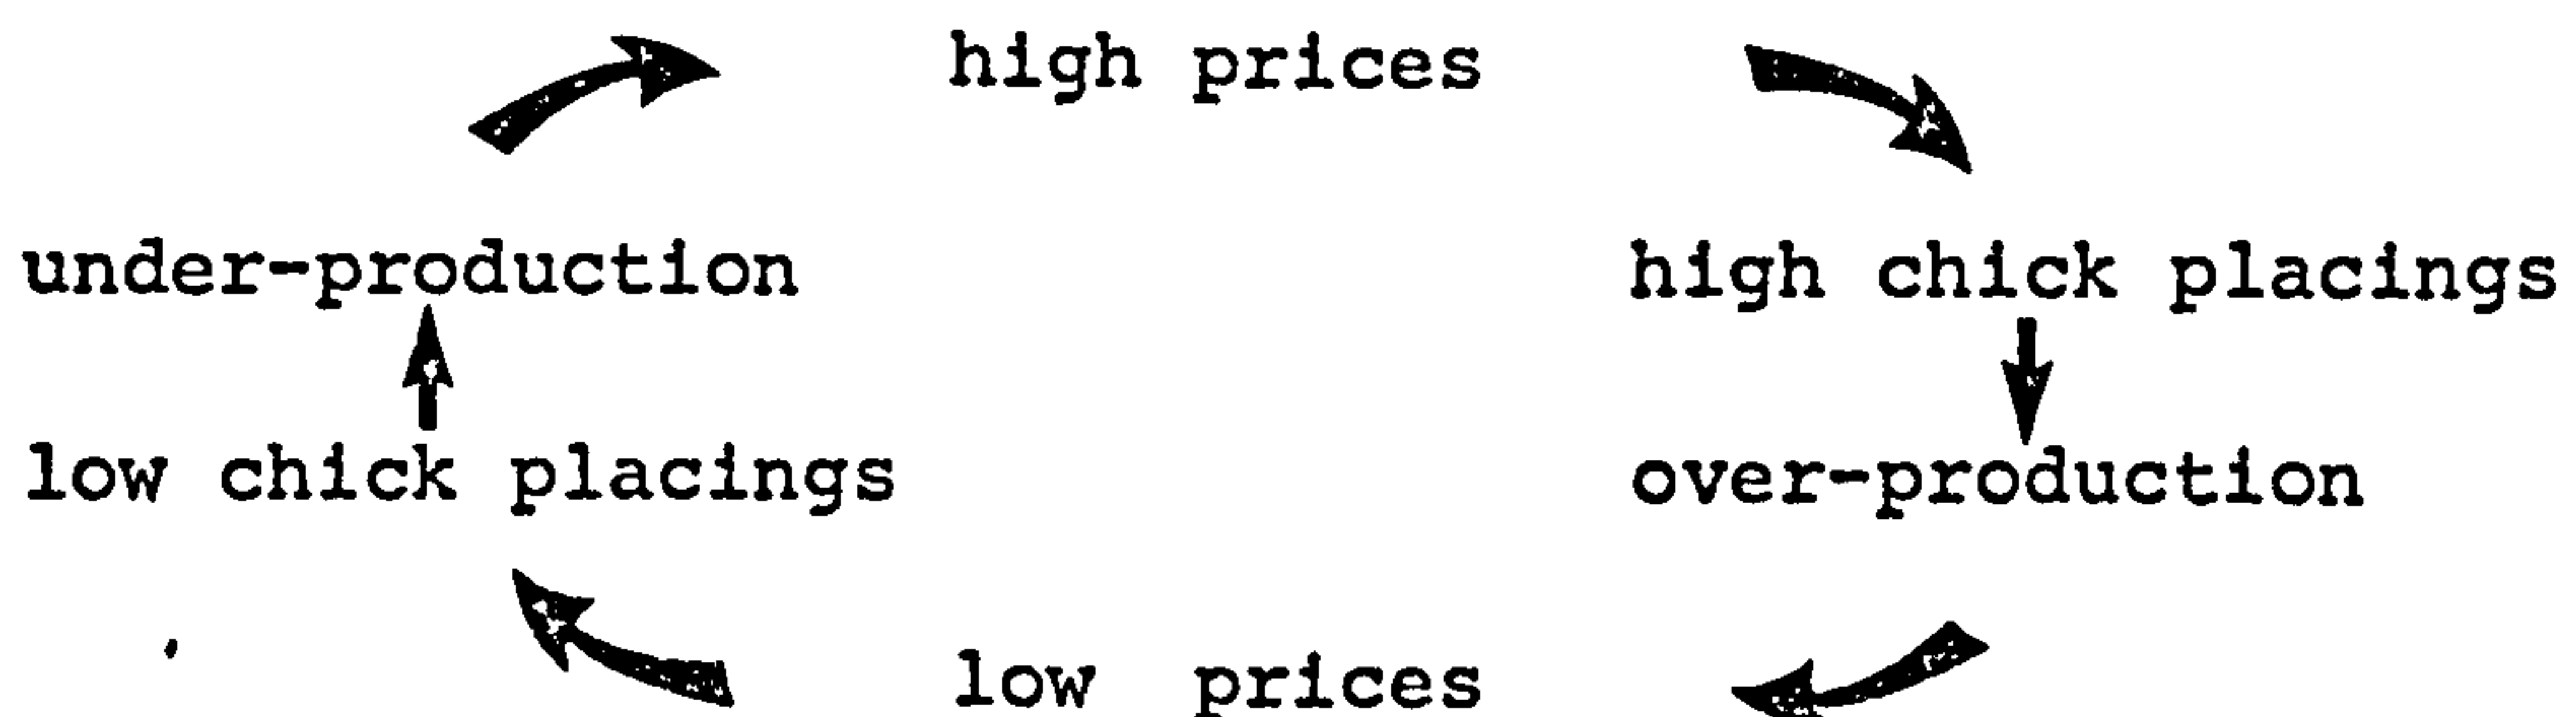 high prices
under-production high chick placings
low chick placings over-production
low prices